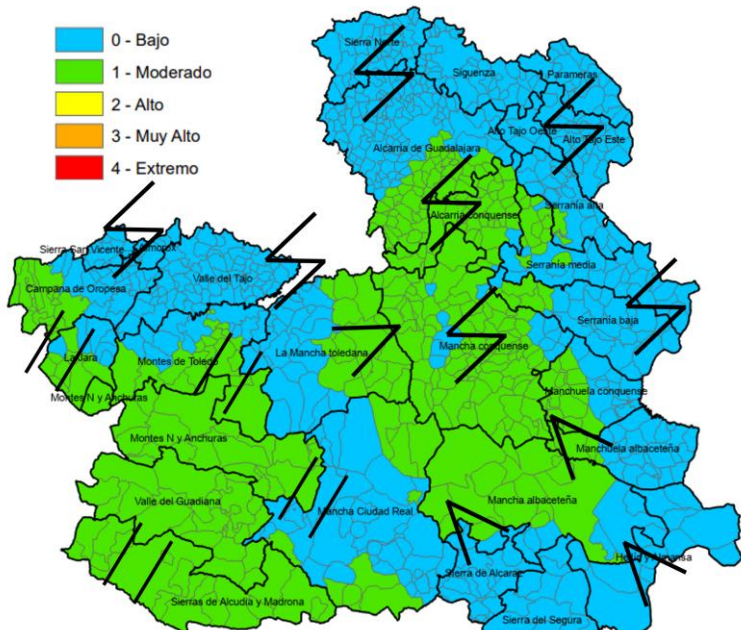 0 - Bajo
1 - Moderado
2 - Alto
3 - Muy Alto
4 - Extremo
Sierra Norte
Siguenza
Parameras
Alto Tajo Oeste
Alto Tajo Este
Alcarria de Guadalajara
Serranía alta
Alcarria conquense
Sierra San Vicente
Valle del Tajo
Serranía media
Campana de Oropesa
Serranía baja
La Jara
Montes de Toledo
La Mancha toledana
Mancha conquense
Montes N y Anchuras
Manchuela conquense
Montes N y Anchuras
Manchuela albaceteña
Valle del Guadiana
Mancha Ciudad Real
Mancha albaceteña
Sierra de Alcaraz
Sierras de Alcudia y Madrona
Sierra del Segura